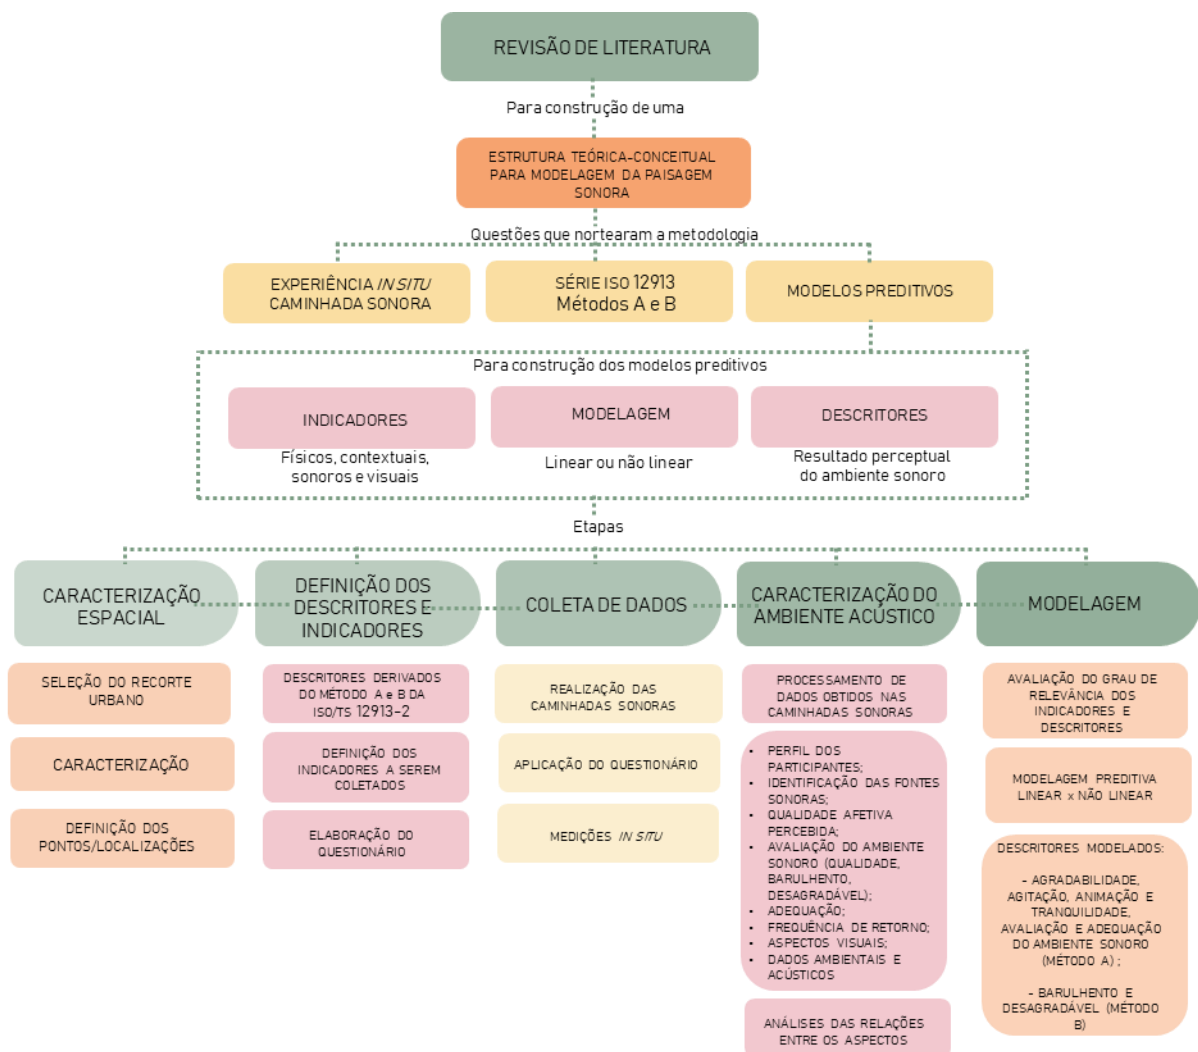 REVISÃO DE LITERATURA
Para construção de uma
ESTRUTURA TEÓRICA-CONCEITUAL
PARA MODELAGEM DA PAISAGEM
SONORA
Questões que nortearam a metodologia
EXPERIÊNCIA IN SITU
CAMINHADA SONORA
SÉRIE ISO 12913
Métodos A e B
MODELOS PREDITIVOS
Para construção dos modelos preditivos
INDICADORES
Físicos, contextuais,
sonoros e visuais
MODELAGEM
Linear ou não linear
DESCRITORES
Resultado perceptual
do ambiente sonoro
Etapas
CARACTERIZAÇÃO
ESPACIAL
SELEÇÃO DO RECORTE
URBANO
CARACTERIZAÇÃO
DEFINIÇÃO DOS
PONTOS/LOCALIZAÇÕES
DEFINIÇÃO DOS
DESCRITORES E
INDICADORES
DESCRITORES DERIVADOS
DO MÉTODO A e B DA
ISO/TS 12913-2
DEFINIÇÃO DOS
INDICADORES A SEREM
COLETADOS
ELABORAÇÃO DO
QUESTIONÁRIO
COLETA DE DADOS
REALIZAÇÃO DAS
CAMINHADAS SONORAS
APLICAÇÃO DO QUESTIONÁRIO
MEDIÇÕES IN SITU
CARACTERIZAÇÃO DO
AMBIENTE ACÚSTICO
PROCESSAMENTO DE
DADOS OBTIDOS NAS
CAMINHADAS SONORAS
• PERFIL DOS
PARTICIPANTES;
• IDENTIFICAÇÃO DAS FONTES
SONORAS;
• QUALIDADE AFETIVA
PERCEBIDA;
• AVALIAÇÃO DO AMBIENTE
SONORO (QUALIDADE,
BARULHENTO,
DESAGRADÁVEL);
• ADEQUAÇÃO;
• FREQUÊNCIA DE RETORNO;
• ASPECTOS VISUAIS;
• DADOS AMBIENTAIS E
ACÚSTICOS
ANÁLISES DAS RELAÇÕES
ENTRE OS ASPECTOS
MODELAGEM
AVALIAÇÃO DO GRAU DE
RELEVÂNCIA DOS
INDICADORES E
DESCRITORES
MODELAGEM PREDITIVA
LINEAR x NÃO LINEAR
DESCRITORES MODELADOS:
- AGRADABILIDADE,
AGITAÇÃO, ANIMAÇÃO E
TRANQUILIDADE,
AVALIAÇÃO E ADEQUAÇÃO
DO AMBIENTE SONORO
(MÉTODO A) ;
- BARULHENTO E
DESAGRADÁVEL (MÉTODO
B)